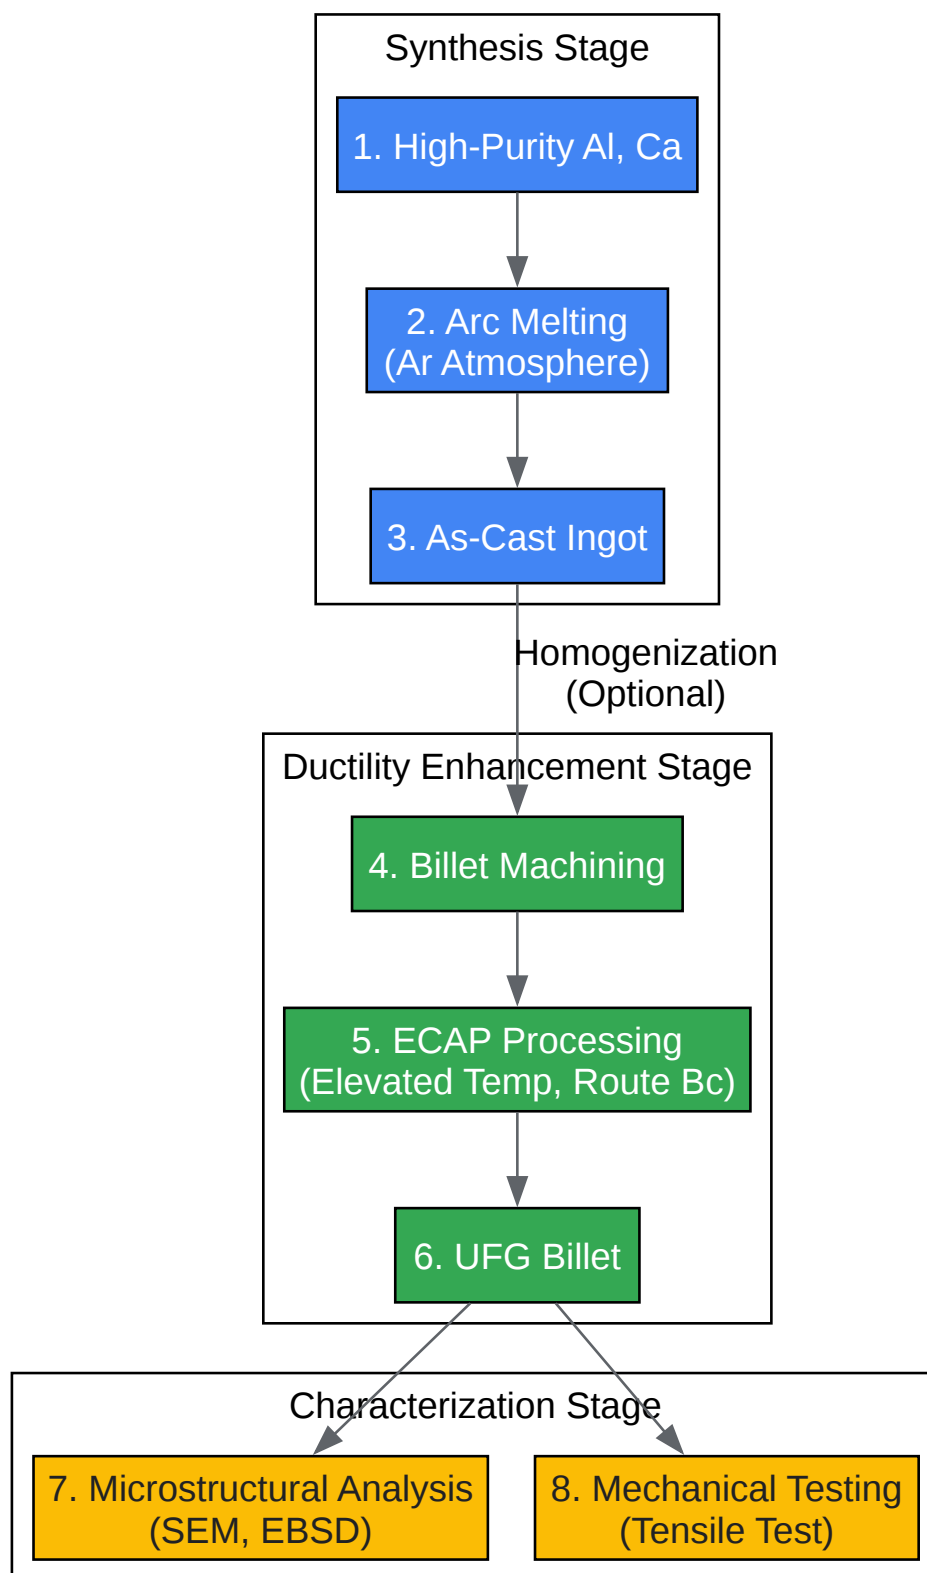 Synthesis Stage
1. High-Purity Al, Ca
2. Arc Melting
(Ar Atmosphere)
3. As-Cast Ingot
Homogenization
(Optional)
Ductility Enhancement Stage
4. Billet Machining
5. ECAP Processing
(Elevated Temp, Route Bc)
6. UFG Billet
Characterization Stage
7. Microstructural Analysis
(SEM, EBSD)
8. Mechanical Testing
(Tensile Test)